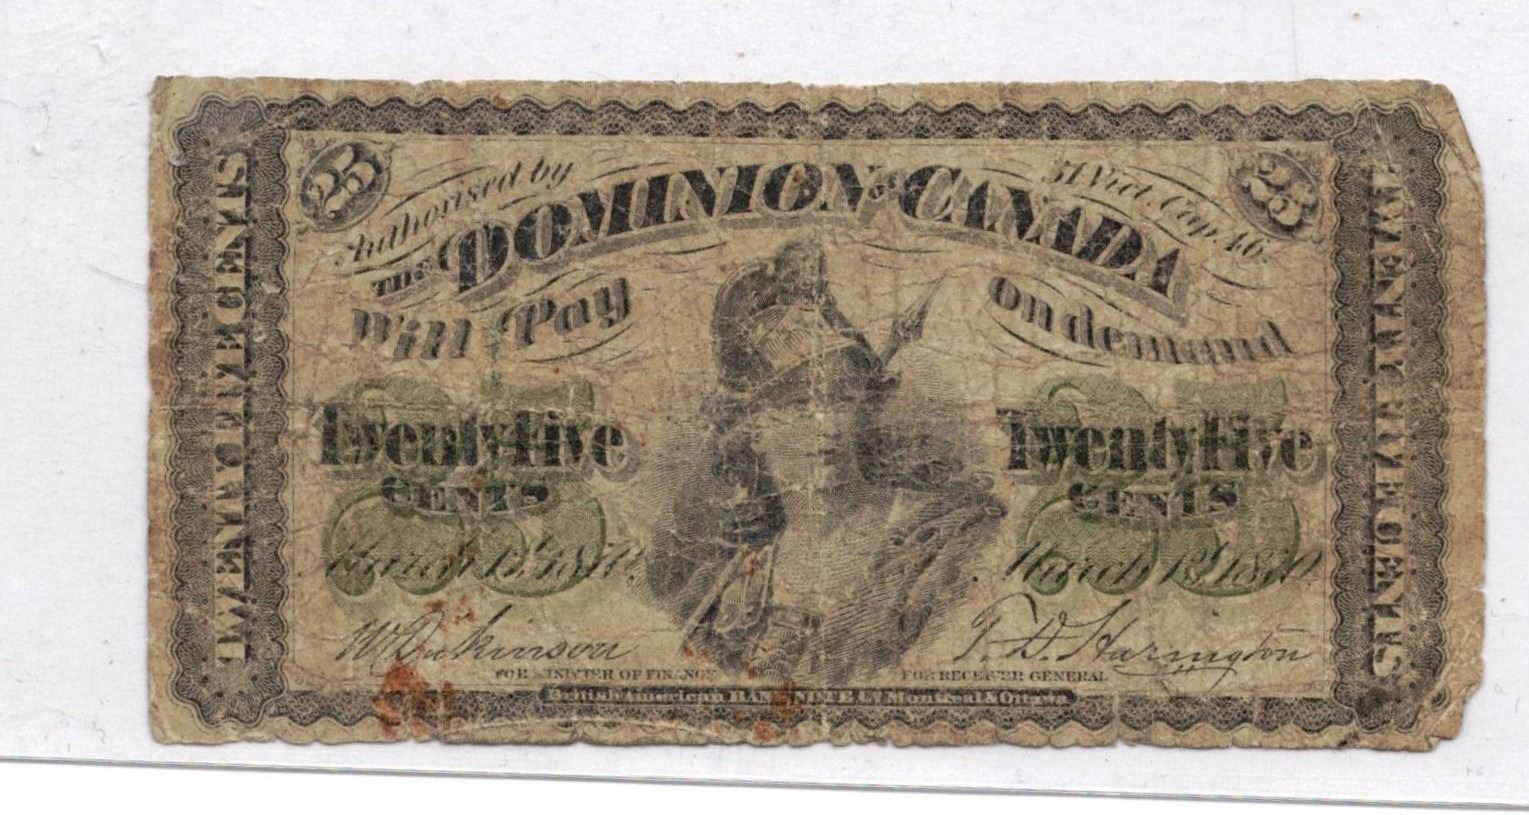 25
25
Authorised by
31 Vict. Cap. 46.
THE DOMINION OF CANADA
Will Pay
on demand
Twenty Five
CENTS
Twenty Five
CENTS
March 1st 1870.
March 1st 1870.
W Dickinson
T. D. Harington
FOR MINISTER OF FINANCE
FOR RECEIVER GENERAL
British American BANK NOTE Co. Montreal & Ottawa
TWENTY FIVE CENTS
TWENTY FIVE CENTS